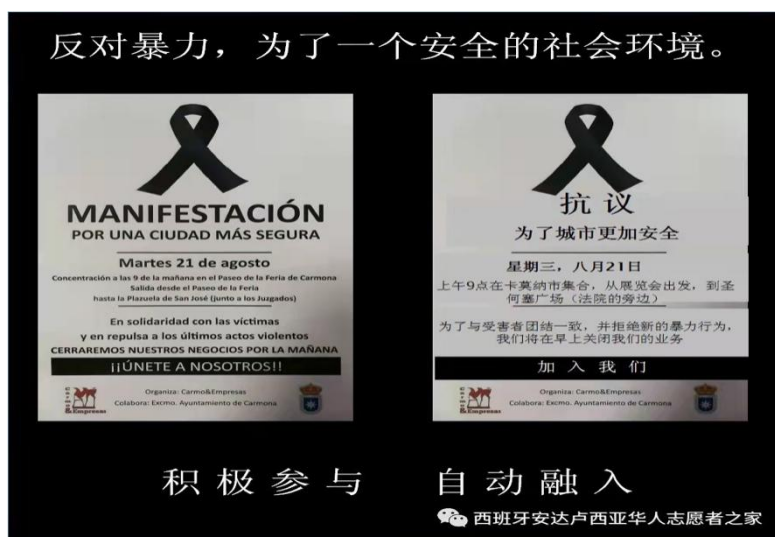 反对暴力，为了一个安全的社会环境。
MANIFESTACIÓN
POR UNA CIUDAD MÁS SEGURA
Martes 21 de agosto
Concentración a las 9 de la mañana en el Paseo de la Feria de Carmona
Salida desde el Paseo de la Feria
hasta la Plazuela de San José (junto a los Juzgados)
En solidaridad con las víctimas
y en repulsa a los últimos actos violentos
CERRAREMOS NUESTROS NEGOCIOS POR LA MAÑANA
¡¡ÚNETE A NOSOTROS!!
Carmo
&Empresas
Organiza: Carmo&Empresas
Colabora: Excmo. Ayuntamiento de Carmona
抗议
为了城市更加安全
星期三，八月21日
上午9点在卡莫纳市集合，从展览会出发，到圣
何塞广场（法院的旁边）
为了与受害者团结一致，并拒绝新的暴力行为，
我们将在早上关闭我们的业务
加入我们
Carmo
&Empresas
Organiza: Carmo&Empresas
Colabora: Excmo. Ayuntamiento de Carmona
积极参与 自动融入
西班牙安达卢西亚华人志愿者之家